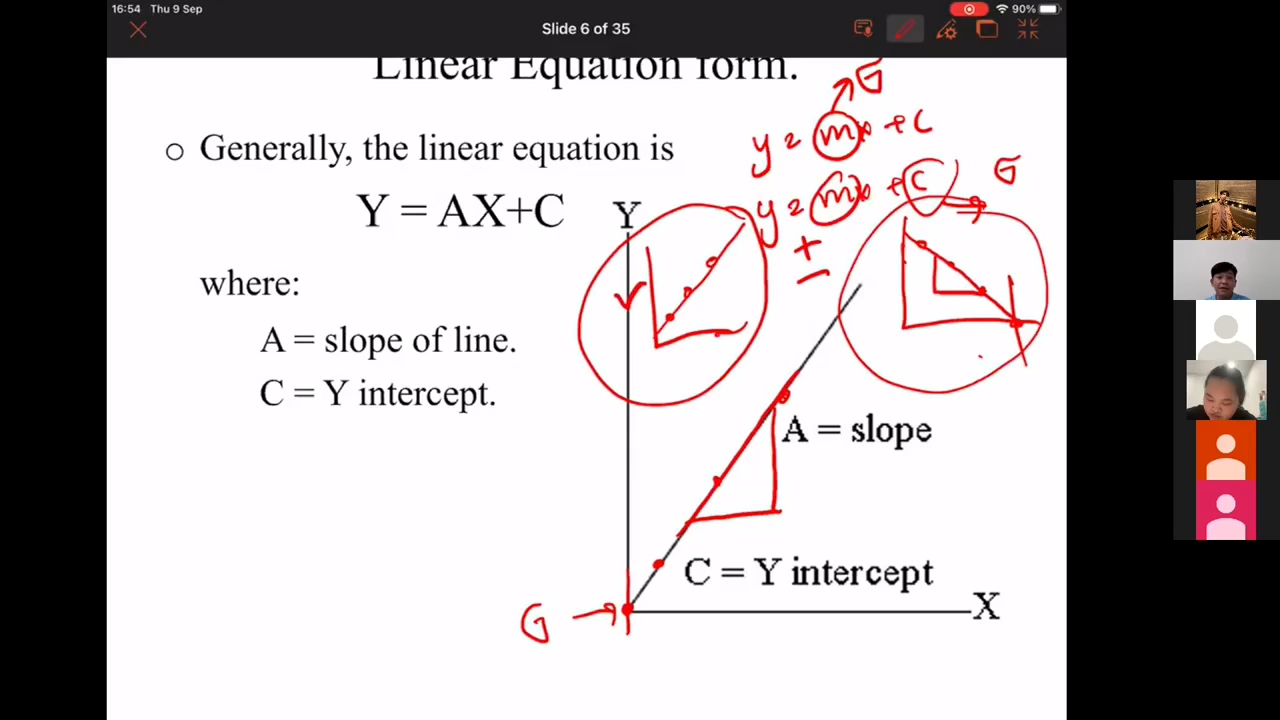 16:54 Thu 9 Sep
90%
Slide 6 of 35
Linear Equation form.
G
y = mx + C
Generally, the linear equation is
G
y = mx + C
Y = AX+C
Y
+
−
where:
A = slope of line.
C = Y intercept.
A = slope
C = Y intercept
X
G